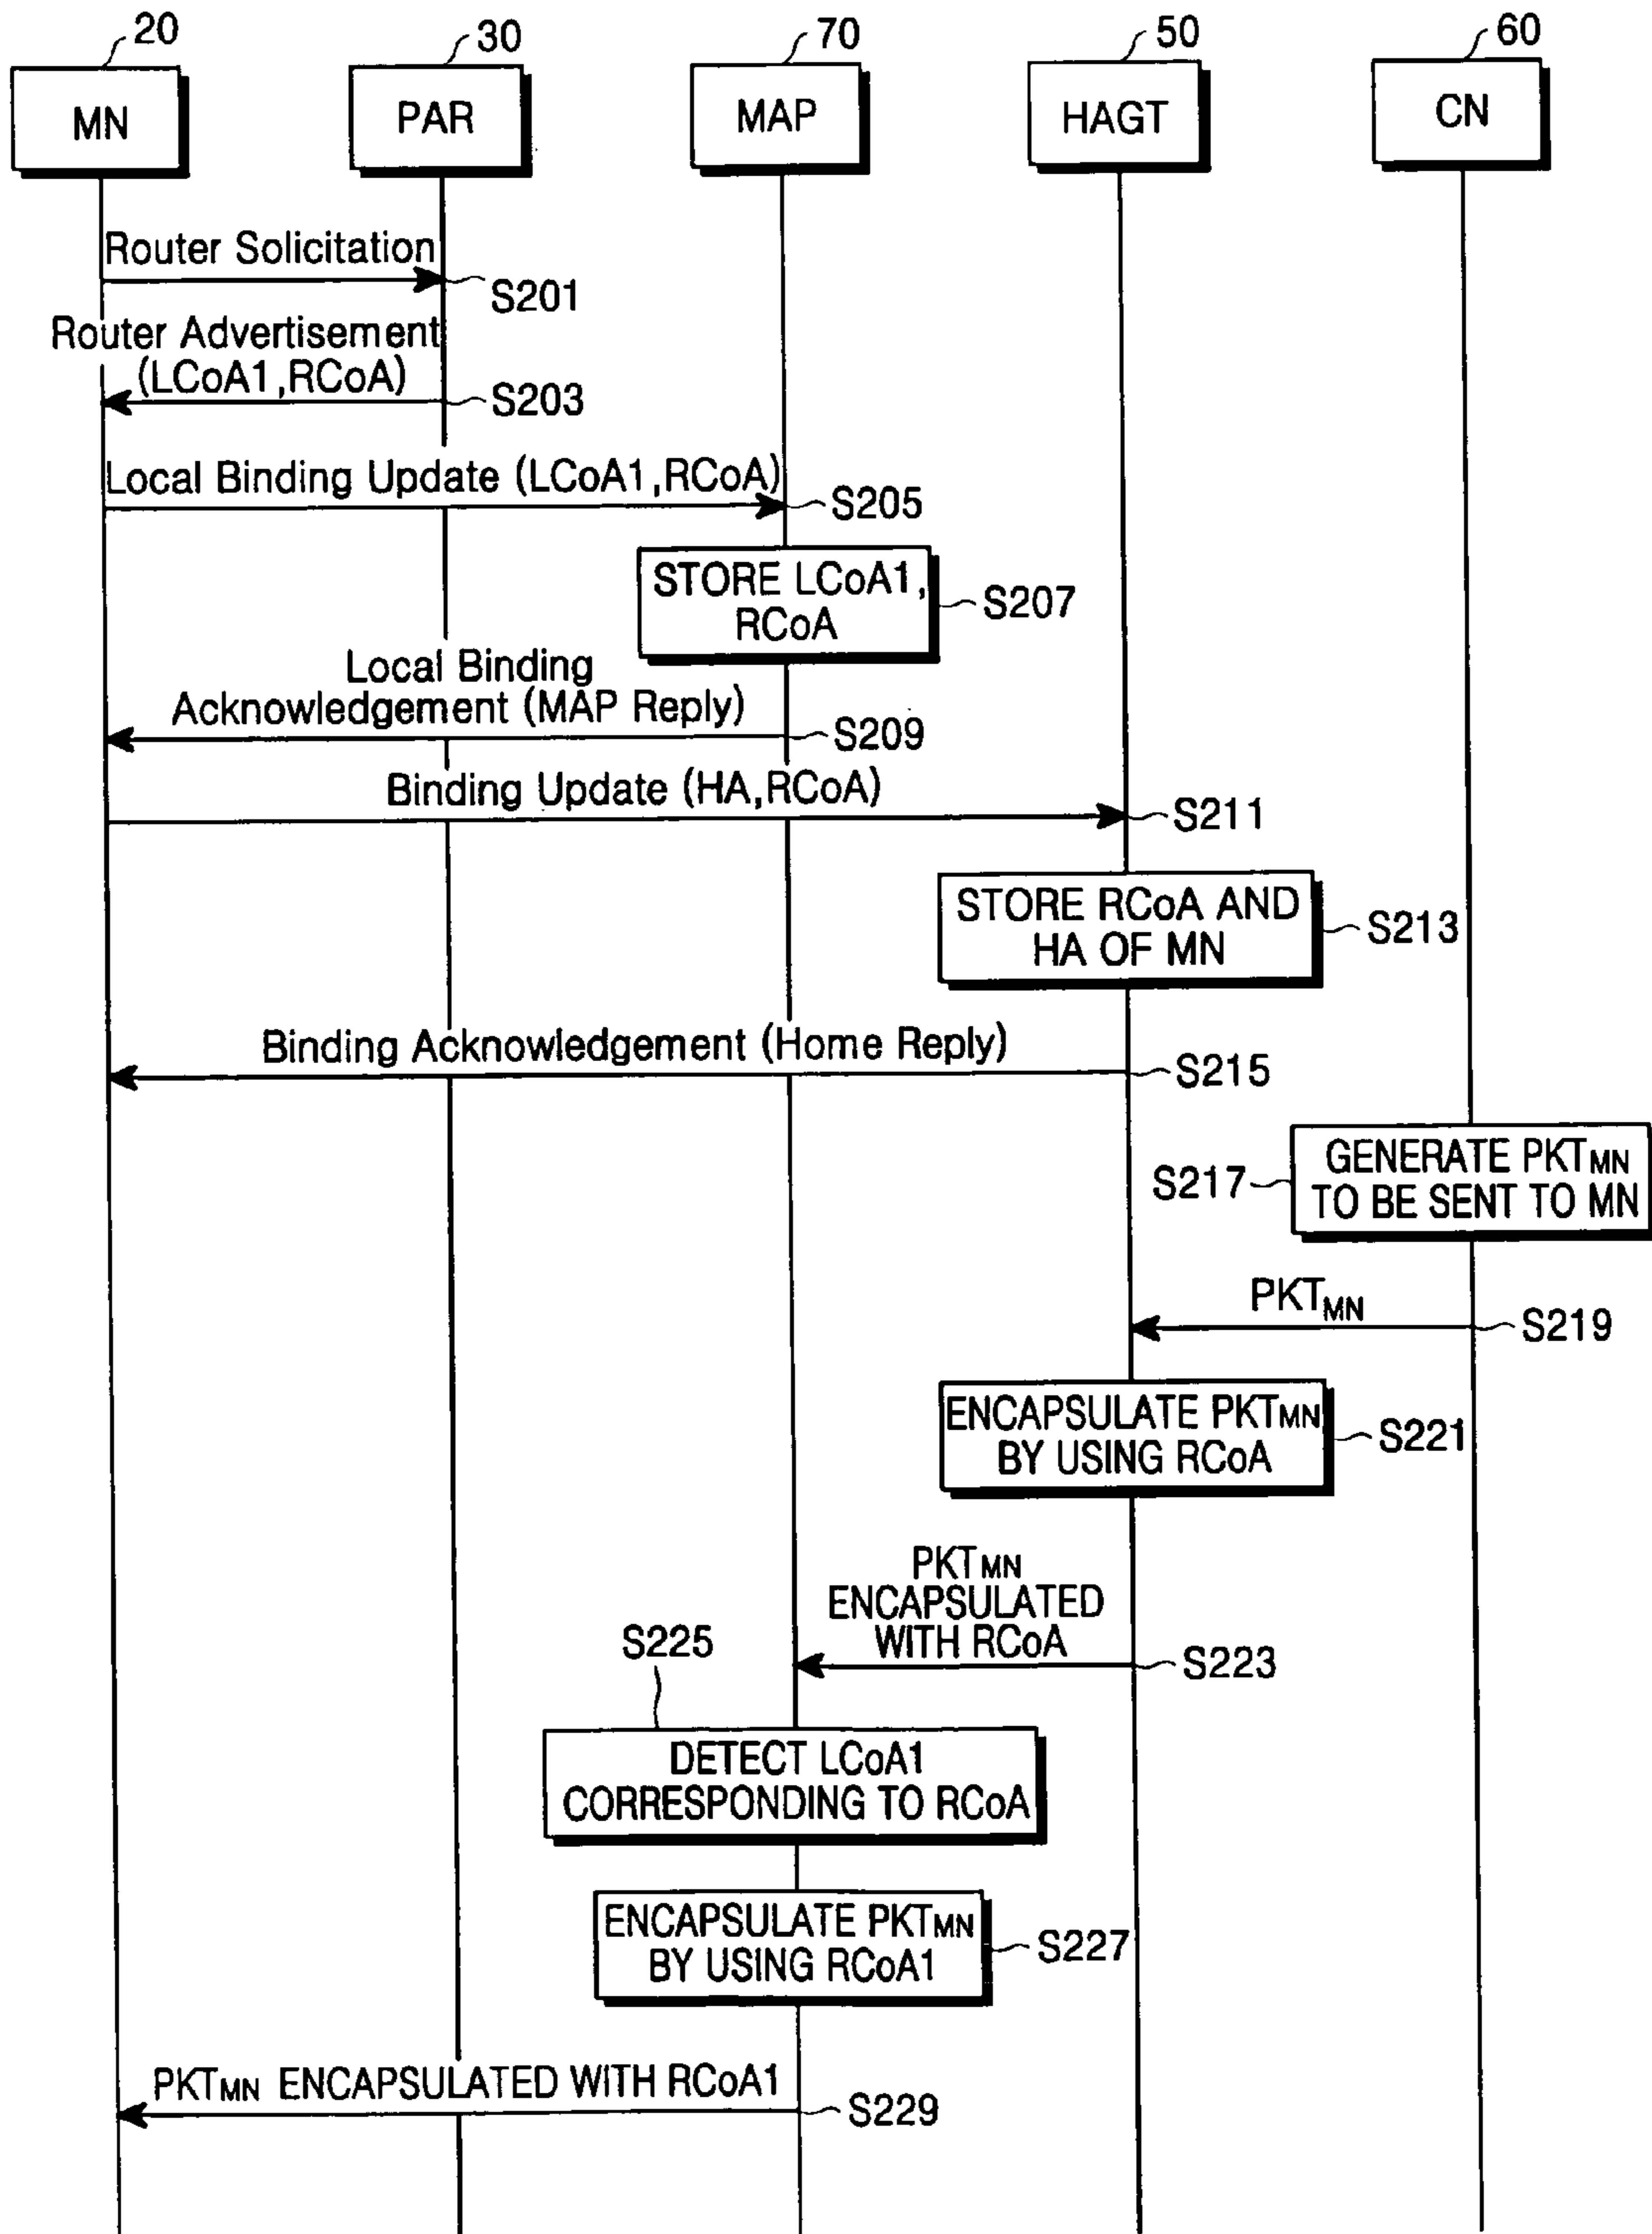 20
30
70
50
60
MN
PAR
MAP
HAGT
CN
Router Solicitation
S201
Router Advertisement
(LCoA1,RCoA)
S203
Local Binding Update (LCoA1,RCoA)
S205
STORE LCoA1,
RCoA
S207
Local Binding
Acknowledgement (MAP Reply)
S209
Binding Update (HA,RCoA)
S211
STORE RCoA AND
HA OF MN
S213
Binding Acknowledgement (Home Reply)
S215
S217
GENERATE PKTMN
TO BE SENT TO MN
PKTMN
S219
ENCAPSULATE PKTMN
BY USING RCoA
S221
PKTMN
ENCAPSULATED
WITH RCoA
S223
S225
DETECT LCoA1
CORRESPONDING TO RCoA
ENCAPSULATE PKTMN
BY USING RCoA1
S227
PKTMN ENCAPSULATED WITH RCoA1
S229